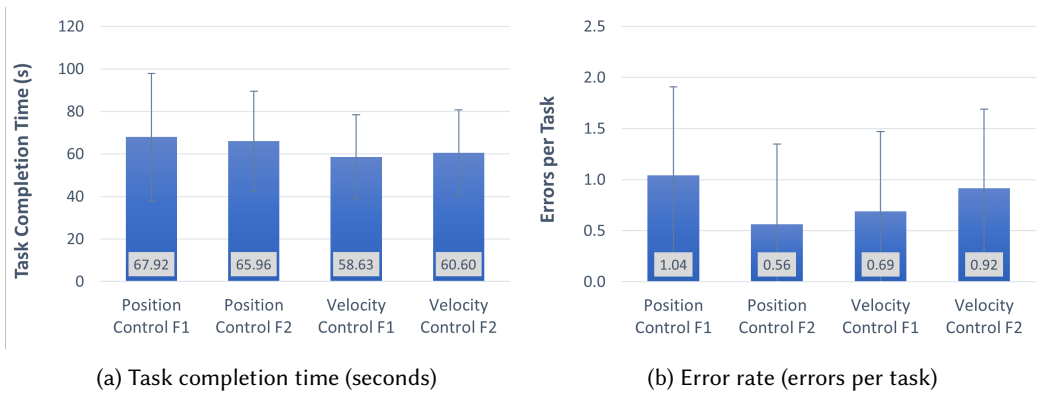 120
100
80
60
40
20
0
Task Completion Time (s)
67.92
65.96
58.63
60.60
Position Control F1
Position Control F2
Velocity Control F1
Velocity Control F2
(a) Task completion time (seconds)
2.5
2.0
1.5
1.0
0.5
0.0
Errors per Task
1.04
0.56
0.69
0.92
Position Control F1
Position Control F2
Velocity Control F1
Velocity Control F2
(b) Error rate (errors per task)